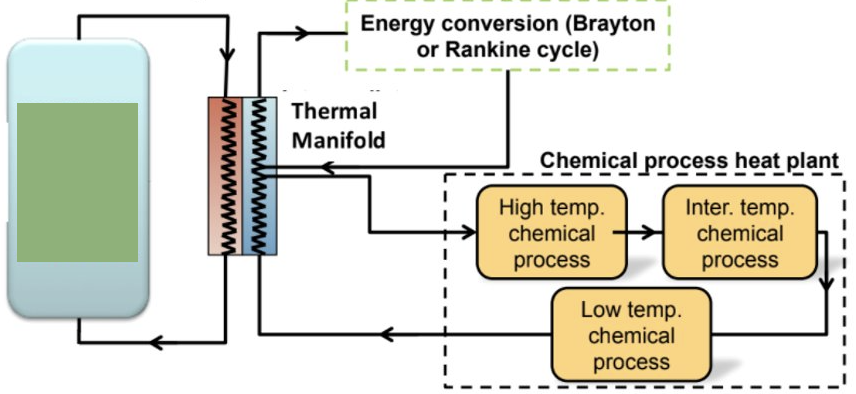 Energy conversion (Brayton
or Rankine cycle)
Thermal
Manifold
Chemical process heat plant
High temp.
chemical
process
Inter. temp.
chemical
process
Low temp.
chemical
process